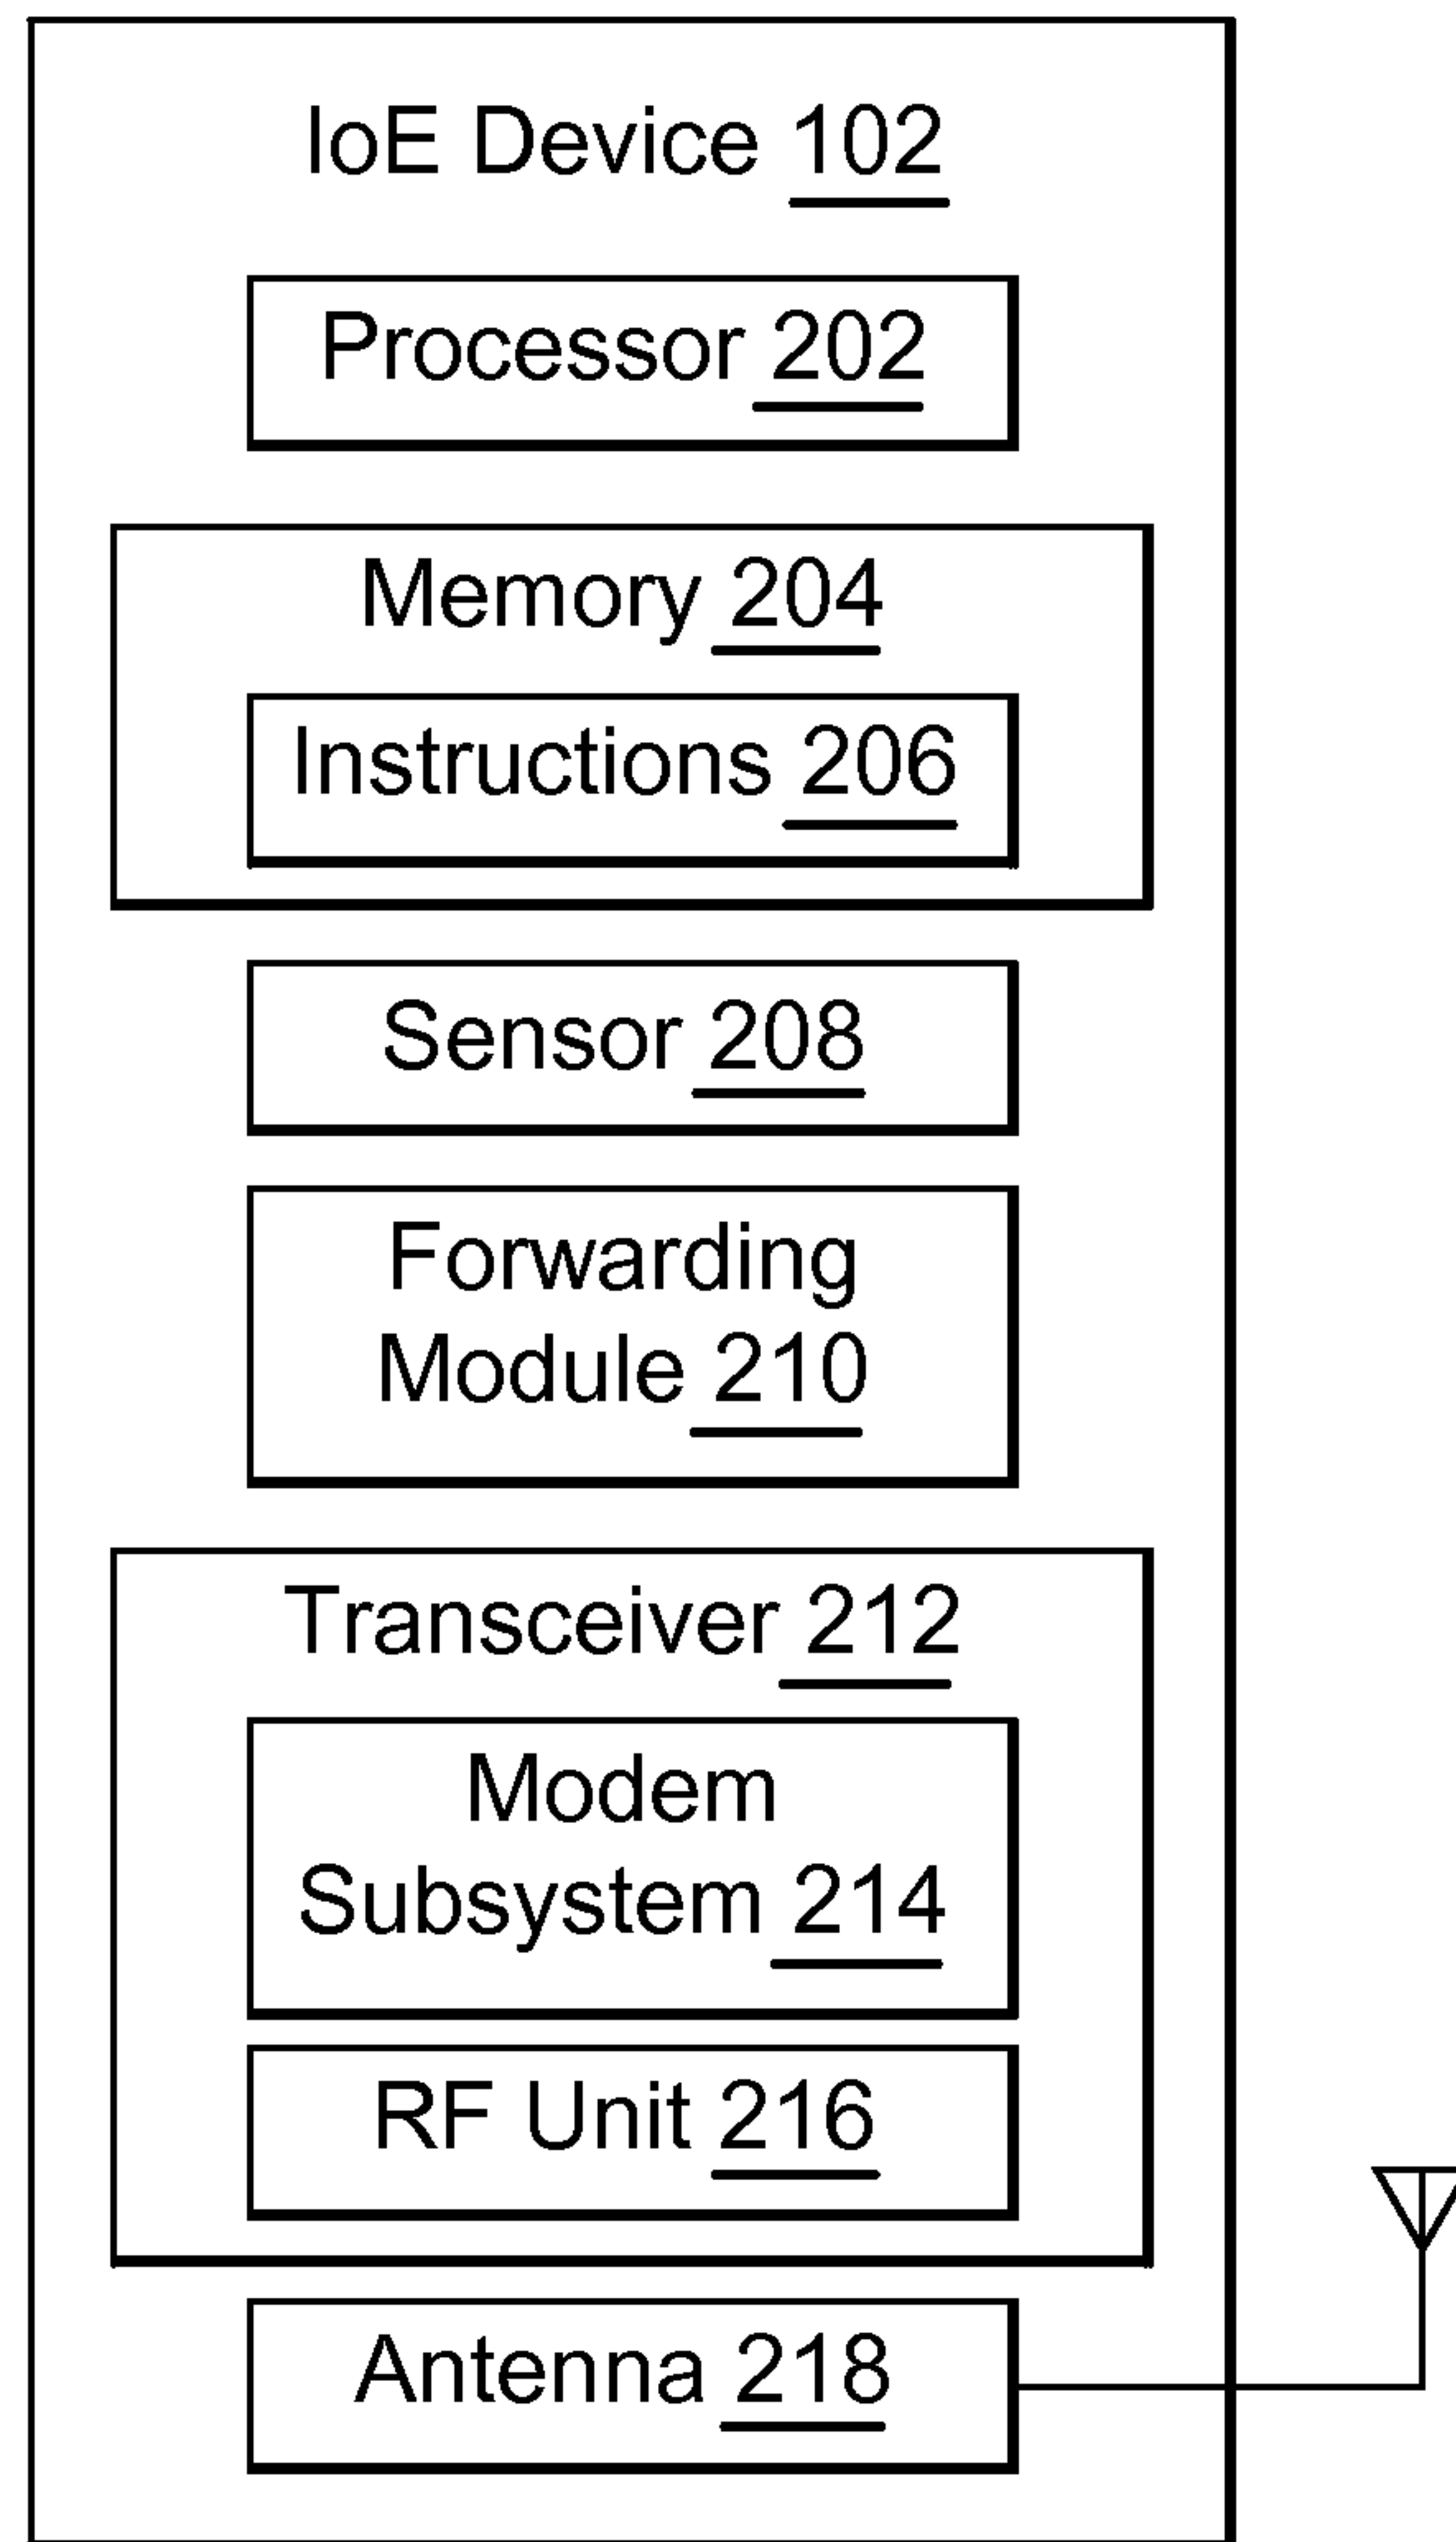 IoE Device 102
Processor 202
Memory 204
Instructions 206
Sensor 208
Forwarding
Module 210
Transceiver 212
Modem
Subsystem 214
RF Unit 216
Antenna 218